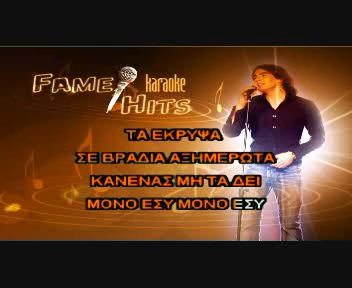 FAME karaoke
HITS
ΤΑ ΕΚΡΥΨΑ
ΣΕ ΒΡΑΔΙΑ ΑΞΗΜΕΡΩΤΑ
ΚΑΝΕΝΑΣ ΜΗ ΤΑ ΔΕΙ
ΜΟΝΟ ΕΣΥ ΜΟΝΟ ΕΣΥ